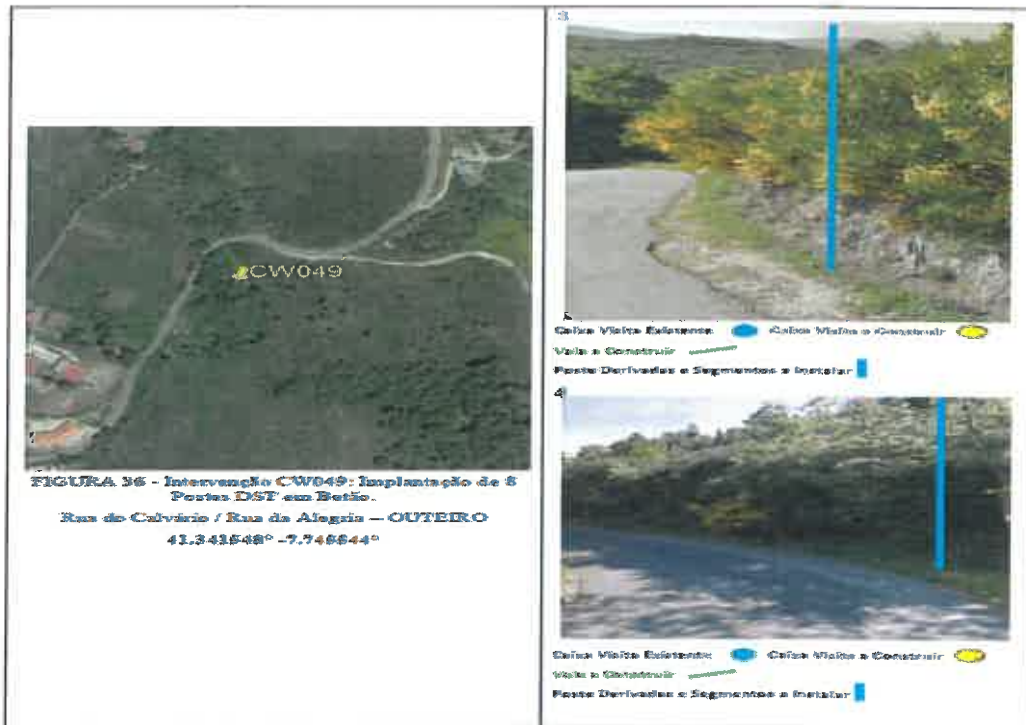 CW049
FIGURA 36 - Intervenção CW049: Implantação de 8
Postes DST em Betão.
Rua do Calvário / Rua da Alegria – OUTEIRO
3
Caixa Visita Existente Caixa Visita a Construir
Vala a Construir
Poste Derivados e Segmentos a Instalar
4
Caixa Visita Existente Caixa Visita a Construir
Vala a Construir
Poste Derivados e Segmentos a Instalar